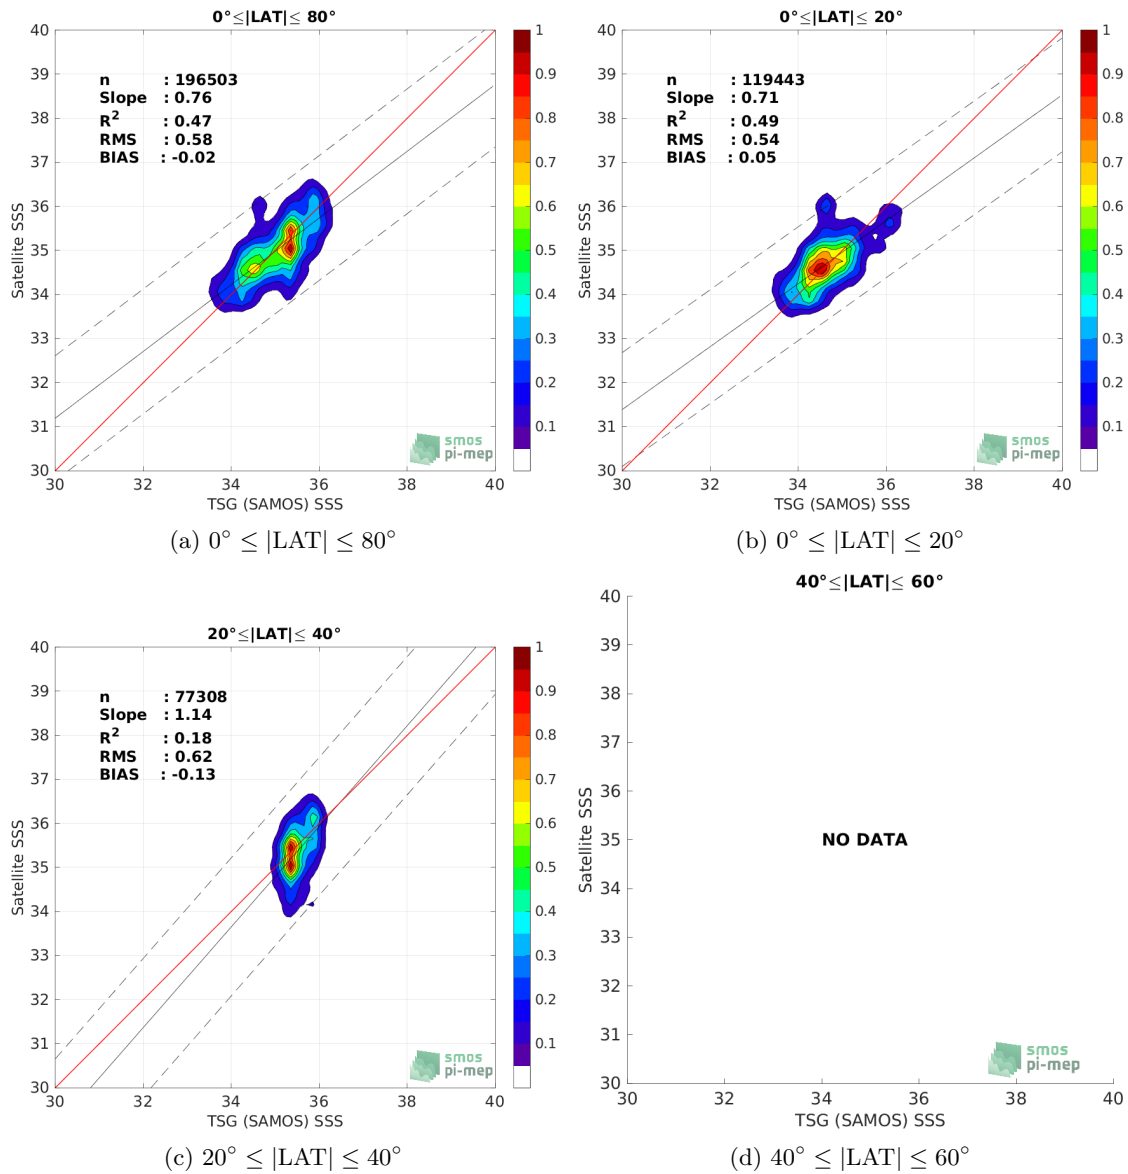 0°≤|LAT|≤ 80°
n : 196503
Slope : 0.76
R² : 0.47
RMS : 0.58
BIAS : -0.02
40
39
38
37
36
35
34
33
32
31
30
Satellite SSS
30 32 34 36 38 40
TSG (SAMOS) SSS
1
0.9
0.8
0.7
0.6
0.5
0.4
0.3
0.2
0.1
smos
pi-mep
(a) 0° ≤ |LAT| ≤ 80°
0°≤|LAT|≤ 20°
n : 119443
Slope : 0.71
R² : 0.49
RMS : 0.54
BIAS : 0.05
40
39
38
37
36
35
34
33
32
31
30
Satellite SSS
30 32 34 36 38 40
TSG (SAMOS) SSS
1
0.9
0.8
0.7
0.6
0.5
0.4
0.3
0.2
0.1
smos
pi-mep
(b) 0° ≤ |LAT| ≤ 20°
20°≤|LAT|≤ 40°
n : 77308
Slope : 1.14
R² : 0.18
RMS : 0.62
BIAS : -0.13
40
39
38
37
36
35
34
33
32
31
30
Satellite SSS
30 32 34 36 38 40
TSG (SAMOS) SSS
1
0.9
0.8
0.7
0.6
0.5
0.4
0.3
0.2
0.1
smos
pi-mep
(c) 20° ≤ |LAT| ≤ 40°
40°≤|LAT|≤ 60°
40
39
38
37
36
35
34
33
32
31
30
Satellite SSS
NO DATA
30 32 34 36 38 40
TSG (SAMOS) SSS
smos
pi-mep
(d) 40° ≤ |LAT| ≤ 60°